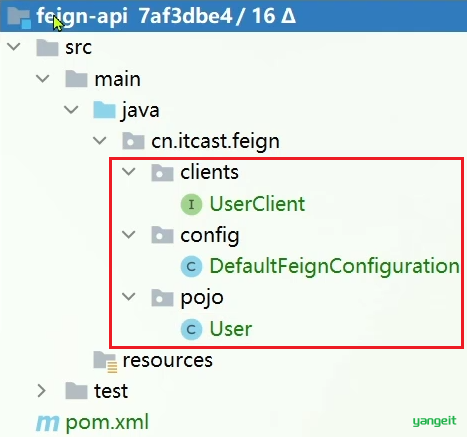 feign-api 7af3dbe4 / 16 Δ
src
main
java
cn.itcast.feign
clients
I UserClient
config
C DefaultFeignConfiguration
pojo
C User
resources
test
m pom.xml
yangeit